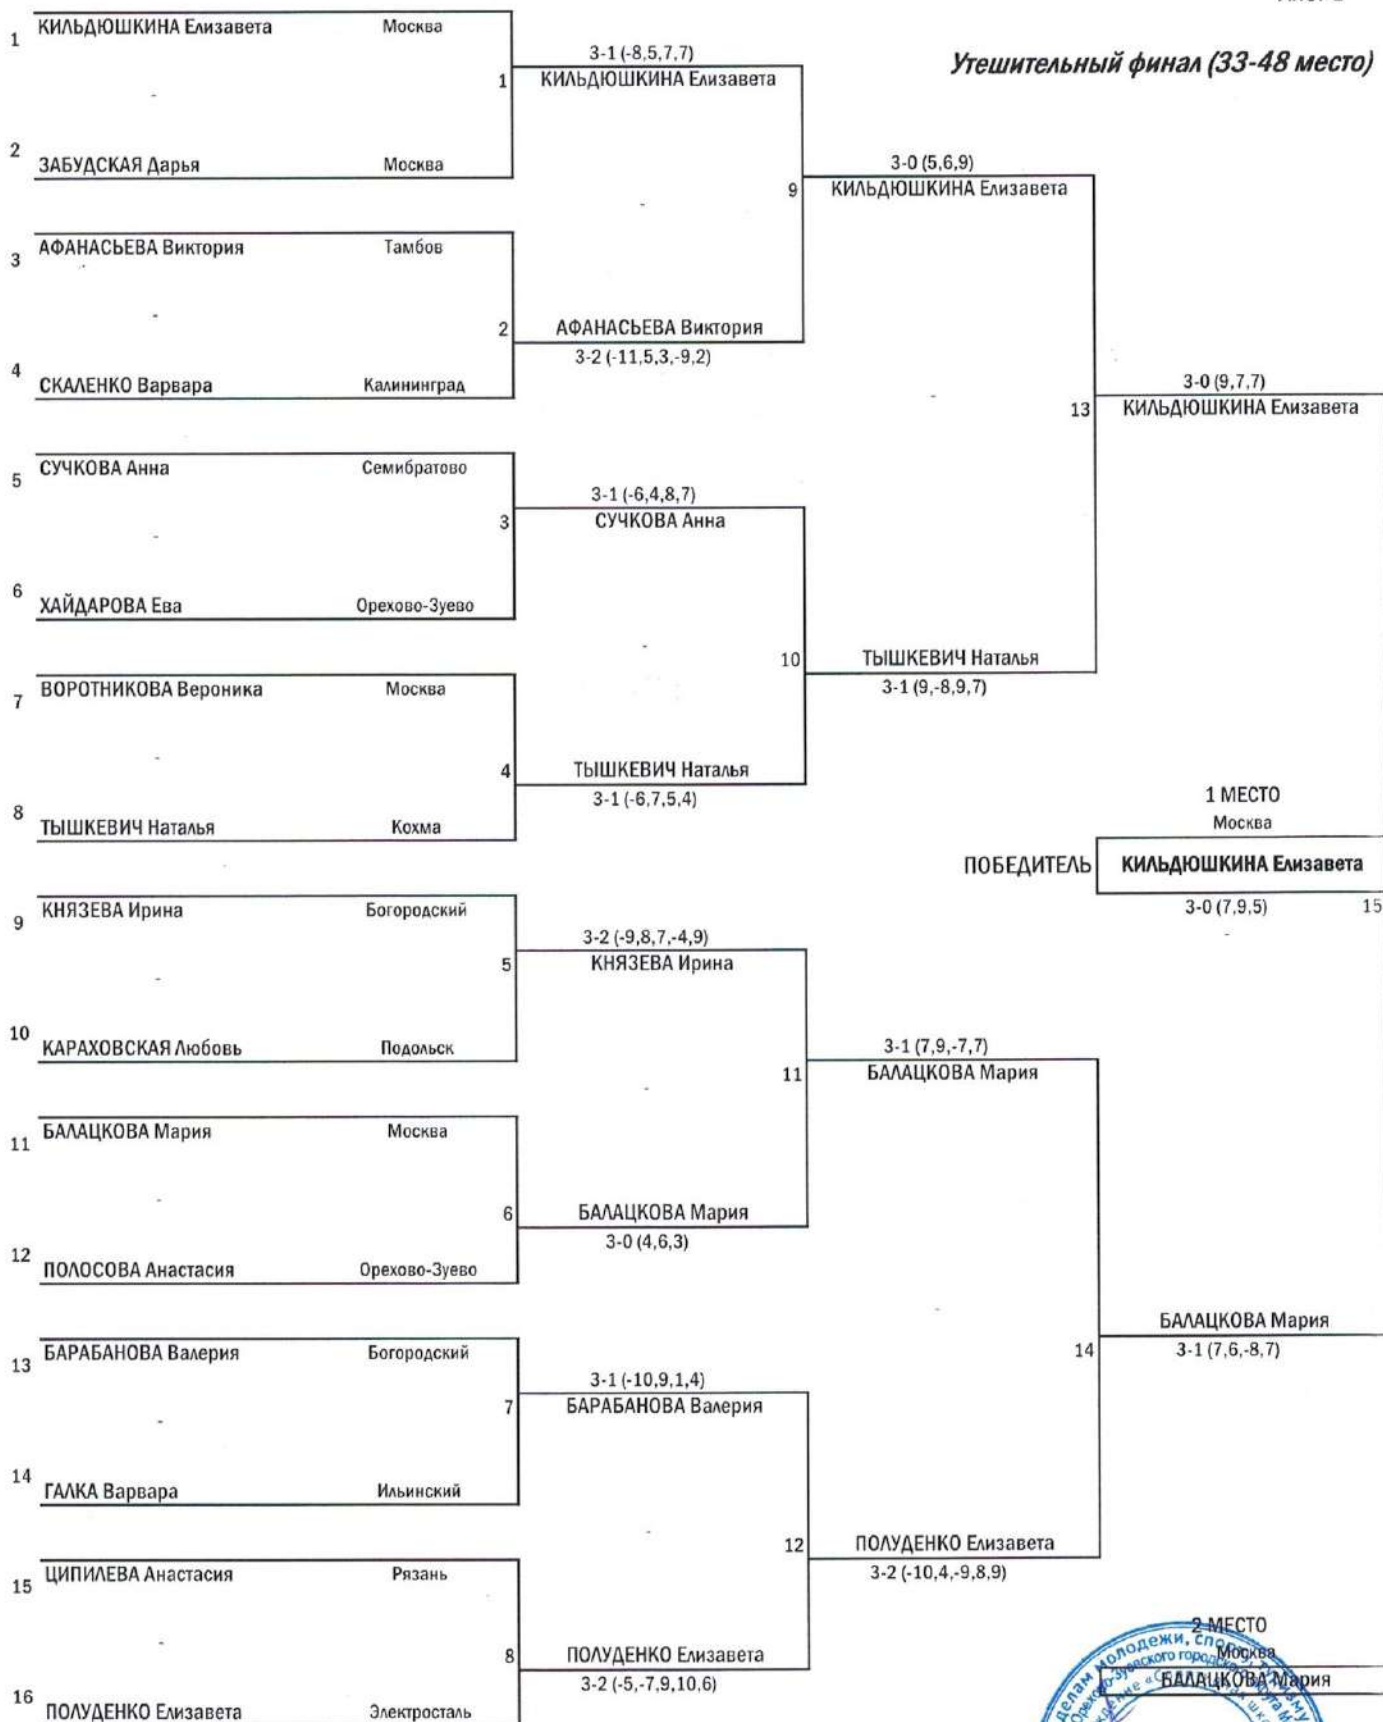 Утешительный финал (33-48 место)
1 КИЛЬДЮШКИНА Елизавета Москва
3-1 (-8,5,7,7)
1 КИЛЬДЮШКИНА Елизавета
2 ЗАБУДСКАЯ Дарья Москва
3-0 (5,6,9)
9 КИЛЬДЮШКИНА Елизавета
3 АФАНАСЬЕВА Виктория Тамбов
2 АФАНАСЬЕВА Виктория
3-2 (-11,5,3,-9,2)
4 СКАЛЕНКО Варвара Калининград
3-0 (9,7,7)
13 КИЛЬДЮШКИНА Елизавета
5 СУЧКОВА Анна Семибратово
3-1 (-6,4,8,7)
3 СУЧКОВА Анна
6 ХАЙДАРОВА Ева Орехово-Зуево
10 ТЫШКЕВИЧ Наталья
3-1 (9,-8,9,7)
7 ВОРОТНИКОВА Вероника Москва
4 ТЫШКЕВИЧ Наталья
3-1 (-6,7,5,4)
8 ТЫШКЕВИЧ Наталья Кохма
1 МЕСТО
Москва
ПОБЕДИТЕЛЬ КИЛЬДЮШКИНА Елизавета
3-0 (7,9,5) 15
9 КНЯЗЕВА Ирина Богородский
3-2 (-9,8,7,-4,9)
5 КНЯЗЕВА Ирина
10 КАРАХОВСКАЯ Любовь Подольск
3-1 (7,9,-7,7)
11 БАЛАЦКОВА Мария
11 БАЛАЦКОВА Мария Москва
6 БАЛАЦКОВА Мария
3-0 (4,6,3)
12 ПОЛОСОВА Анастасия Орехово-Зуево
БАЛАЦКОВА Мария
14 3-1 (7,6,-8,7)
13 БАРАБАНОВА Валерия Богородский
3-1 (-10,9,1,4)
7 БАРАБАНОВА Валерия
14 ГАЛКА Варвара Ильинский
12 ПОЛУДЕНКО Елизавета
3-2 (-10,4,-9,8,9)
15 ЦИПИЛЕВА Анастасия Рязань
8 ПОЛУДЕНКО Елизавета
3-2 (-5,-7,9,10,6)
16 ПОЛУДЕНКО Елизавета Электросталь
2 МЕСТО
Москва
БАЛАЦКОВА Мария